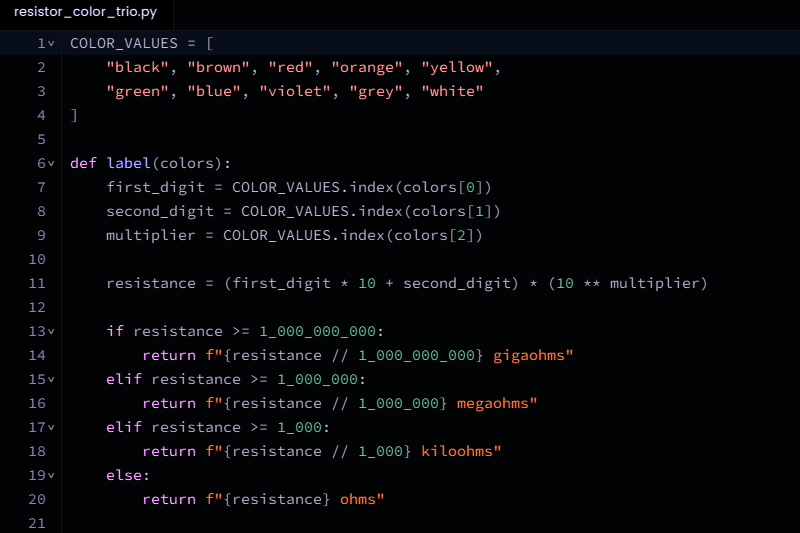 resistor_color_trio.py
1 COLOR_VALUES = [
2     "black", "brown", "red", "orange", "yellow",
3     "green", "blue", "violet", "grey", "white"
4 ]
5
6 def label(colors):
7     first_digit = COLOR_VALUES.index(colors[0])
8     second_digit = COLOR_VALUES.index(colors[1])
9     multiplier = COLOR_VALUES.index(colors[2])
10
11     resistance = (first_digit * 10 + second_digit) * (10 ** multiplier)
12
13     if resistance >= 1_000_000_000:
14         return f"{resistance // 1_000_000_000} gigaohms"
15     elif resistance >= 1_000_000:
16         return f"{resistance // 1_000_000} megaohms"
17     elif resistance >= 1_000:
18         return f"{resistance // 1_000} kiloohms"
19     else:
20         return f"{resistance} ohms"
21